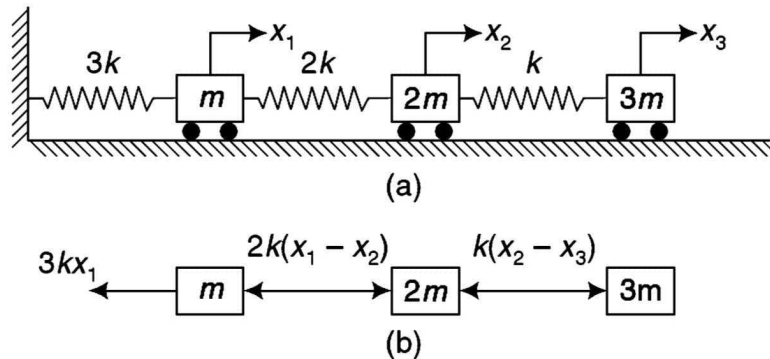 x₁ x₂ x₃
3k 2k k
m 2m 3m
(a)
3kx₁ 2k(x₁ – x₂) k(x₂ – x₃)
m 2m 3m
(b)